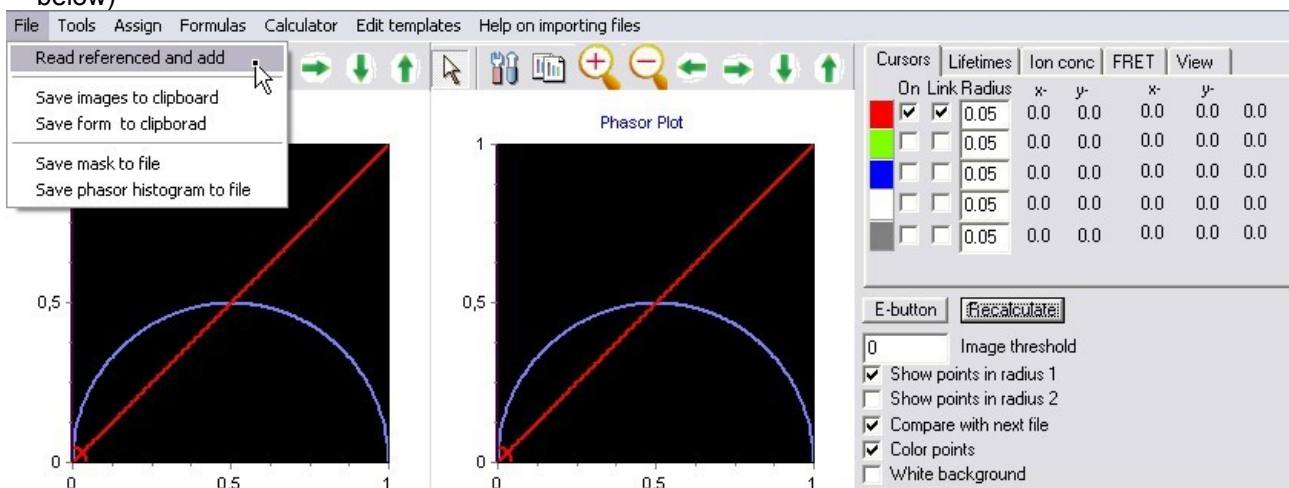 below)
File Tools Assign Formulas Calculator Edit templates Help on importing files
Read referenced and add
Save images to clipboard
Save form to clipborad
Save mask to file
Save phasor histogram to file
Phasor Plot
1
0,5
0
0 0.5 1
1
0,5
0
0 0.5 1
Cursors Lifetimes Ion conc FRET View
On Link Radius x- y- x- y-
0.05 0.0 0.0 0.0 0.0 0.0
0.05 0.0 0.0 0.0 0.0 0.0
0.05 0.0 0.0 0.0 0.0 0.0
0.05 0.0 0.0 0.0 0.0 0.0
0.05 0.0 0.0 0.0 0.0 0.0
E-button Recalculate
0 Image threshold
Show points in radius 1
Show points in radius 2
Compare with next file
Color points
White background